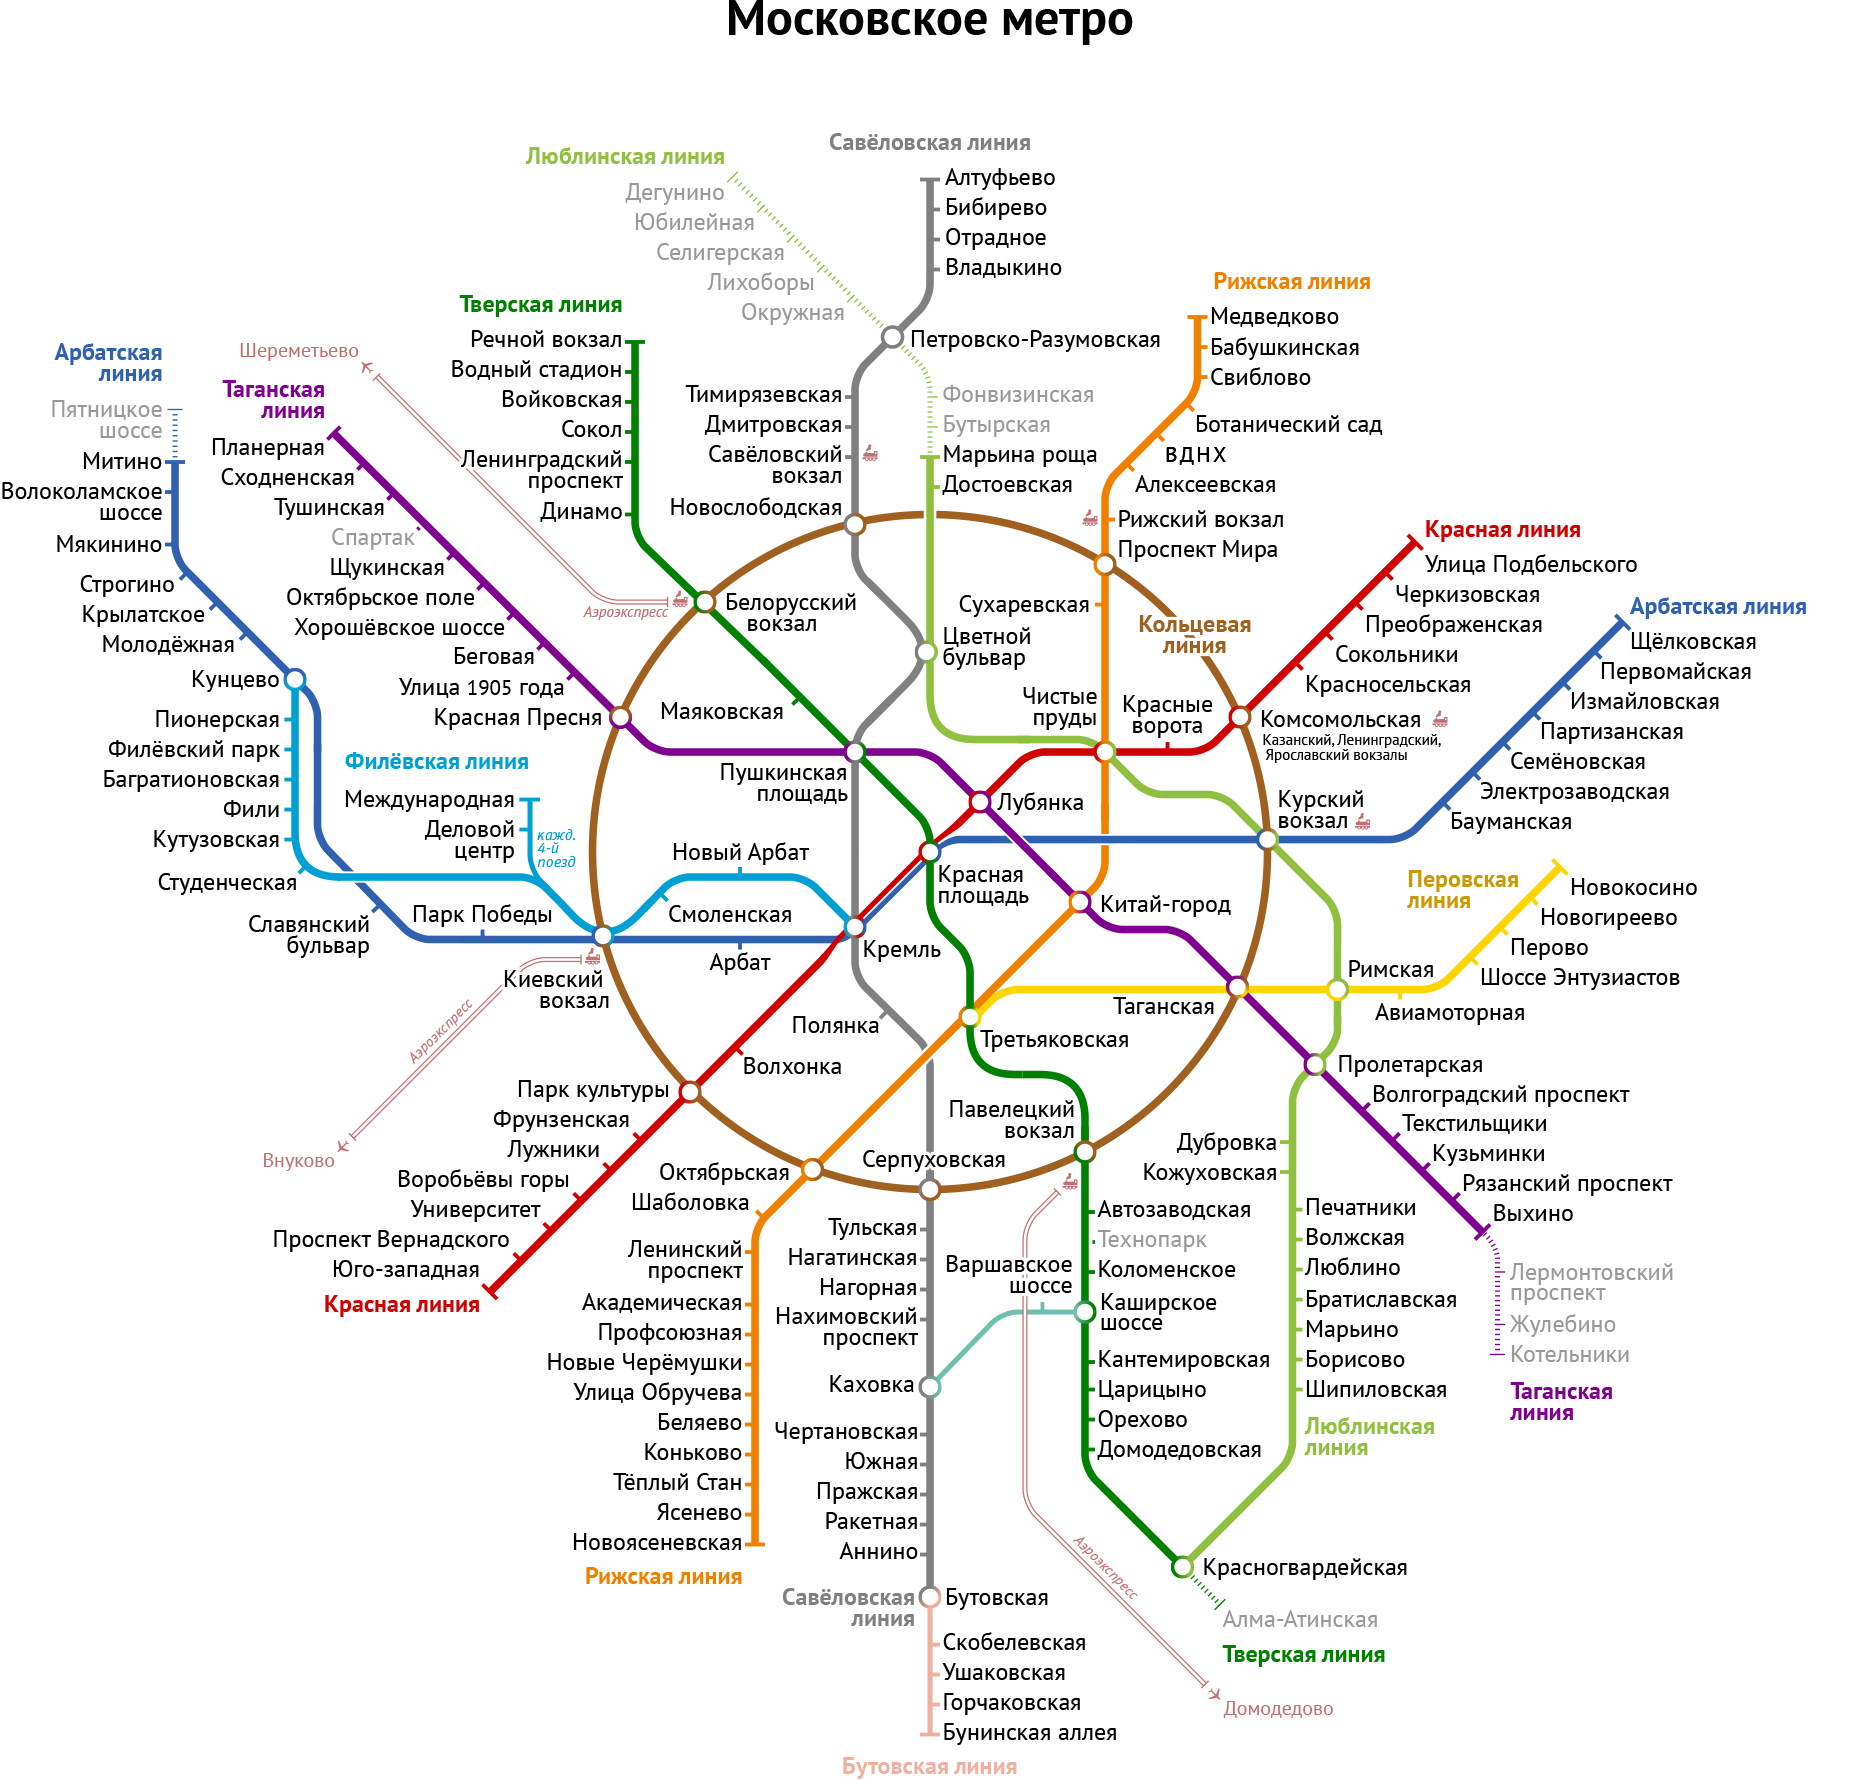 Московское метро
Савёловская линия
Алтуфьево
Бибирево
Отрадное
Владыкино
Петровско-Разумовская
Люблинская линия
Дегунино
Юбилейная
Селигерская
Лихоборы
Окружная
Тимирязевская
Дмитровская
Савёловский
вокзал
Новослободская
Фонвизинская
Бутырская
Марьина роща
Достоевская
Рижская линия
Медведково
Бабушкинская
Свиблово
Ботанический сад
ВДНХ
Алексеевская
Рижский вокзал
Проспект Мира
Сухаревская
Тверская линия
Речной вокзал
Водный стадион
Войковская
Сокол
Ленинградский
проспект
Динамо
Белорусский
вокзал
Маяковская
Шереметьево
Аэроэкспресс
Арбатская
линия
Пятницкое
шоссе
Митино
Волоколамское
шоссе
Мякинино
Строгино
Крылатское
Молодёжная
Кунцево
Пионерская
Филёвский парк
Багратионовская
Фили
Кутузовская
Студенческая
Славянский
бульвар
Парк Победы
Таганская
линия
Планерная
Сходненская
Тушинская
Спартак
Щукинская
Октябрьское поле
Хорошёвское шоссе
Беговая
Улица 1905 года
Красная Пресня
Филёвская линия
Международная
Деловой
центр
кажд.
4-й
поезд
Новый Арбат
Смоленская
Арбат
Киевский
вокзал
Аэроэкспресс
Внуково
Пушкинская
площадь
Цветной
бульвар
Чистые
пруды
Красные
ворота
Кольцевая
линия
Лубянка
Красная
площадь
Китай-город
Кремль
Красная линия
Улица Подбельского
Черкизовская
Преображенская
Сокольники
Красносельская
Комсомольская
Казанский, Ленинградский,
Ярославский вокзалы
Арбатская линия
Щёлковская
Первомайская
Измайловская
Партизанская
Семёновская
Электрозаводская
Бауманская
Курский
вокзал
Перовская
линия
Новокосино
Новогиреево
Перово
Шоссе Энтузиастов
Авиамоторная
Римская
Таганская
Третьяковская
Полянка
Волхонка
Парк культуры
Фрунзенская
Лужники
Воробьёвы горы
Университет
Проспект Вернадского
Юго-западная
Красная линия
Октябрьская
Шаболовка
Ленинский
проспект
Академическая
Профсоюзная
Новые Черёмушки
Улица Обручева
Беляево
Коньково
Тёплый Стан
Ясенево
Новоясеневская
Рижская линия
Серпуховская
Тульская
Нагатинская
Нагорная
Нахимовский
проспект
Каховка
Чертановская
Южная
Пражская
Ракетная
Аннино
Савёловская
линия
Бутовская
Скобелевская
Ушаковская
Горчаковская
Бунинская аллея
Бутовская линия
Павелецкий
вокзал
Автозаводская
Технопарк
Коломенское
Варшавское
шоссе
Каширское
шоссе
Кантемировская
Царицыно
Орехово
Домодедовская
Красногвардейская
Алма-Атинская
Тверская линия
Аэроэкспресс
Домодедово
Пролетарская
Волгоградский проспект
Текстильщики
Кузьминки
Рязанский проспект
Выхино
Лермонтовский
проспект
Жулебино
Котельники
Таганская
линия
Дубровка
Кожуховская
Печатники
Волжская
Люблино
Братиславская
Марьино
Борисово
Шипиловская
Люблинская
линия